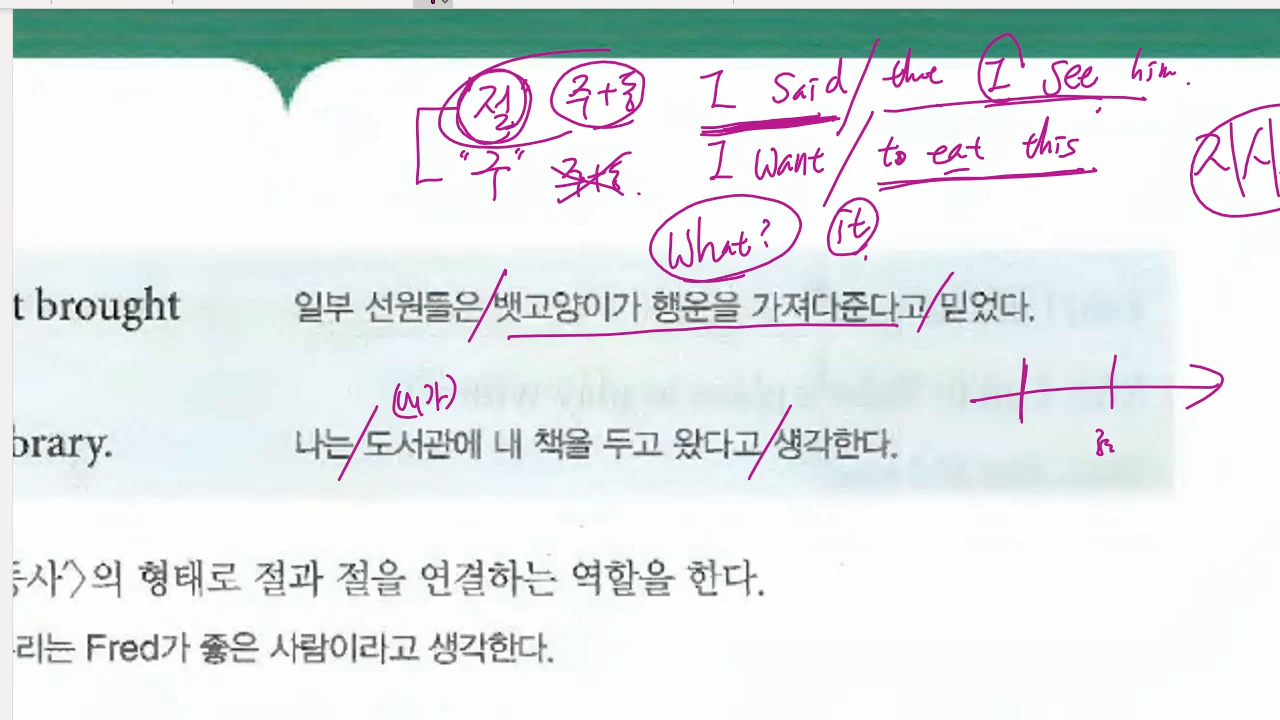 절 주+동 I said / that I see him.
"구" 주+동. I want / to eat this
What? it.
t brought 일부 선원들은/뱃고양이가 행운을 가져다준다고/믿었다.
(내가)
brary. 나는/도서관에 내 책을 두고 왔다고/생각한다.
동사'〉의 형태로 절과 절을 연결하는 역할을 한다.
리는 Fred가 좋은 사람이라고 생각한다.